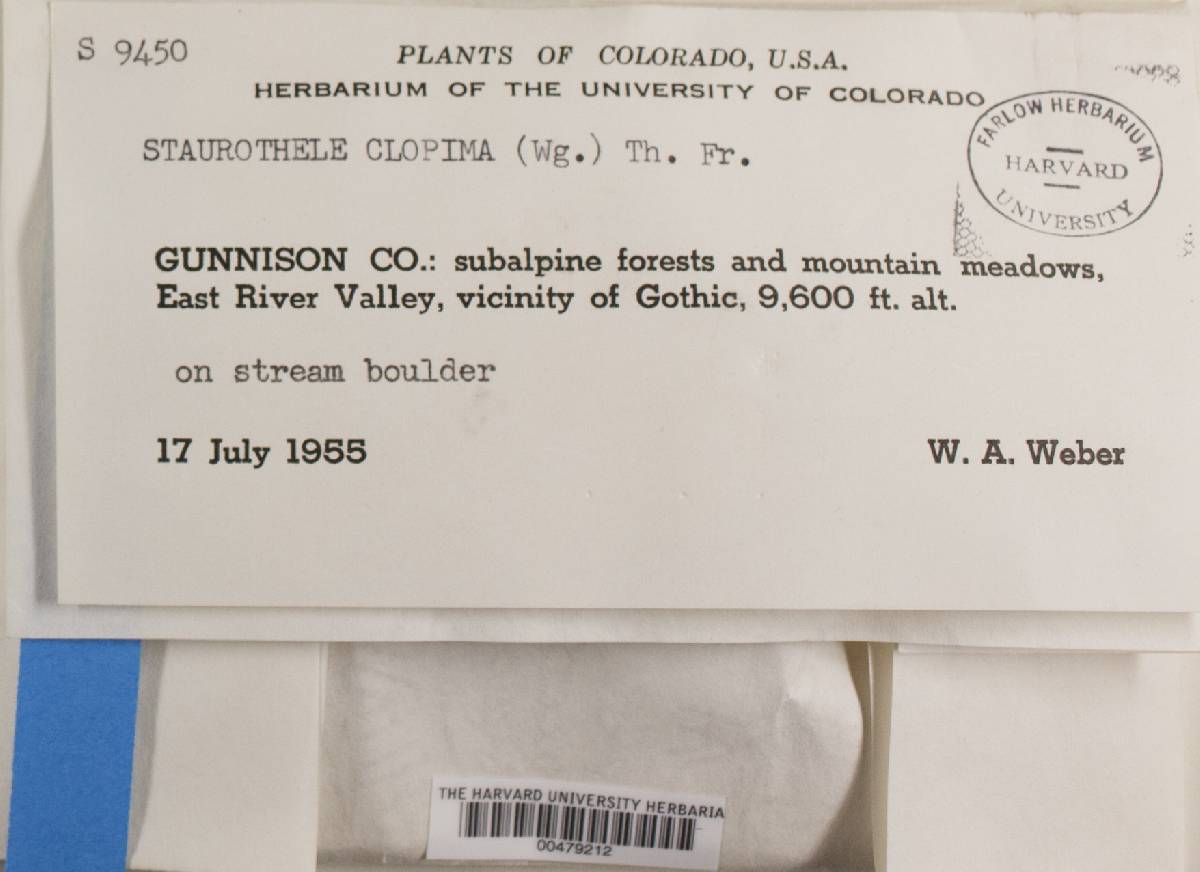 S 9450
PLANTS OF COLORADO, U.S.A.
HERBARIUM OF THE UNIVERSITY OF COLORADO
FARLOW HERBARIUM
HARVARD
UNIVERSITY
STAUROTHELE CLOPIMA (Wg.) Th. Fr.
GUNNISON CO.: subalpine forests and mountain meadows,
East River Valley, vicinity of Gothic, 9,600 ft. alt.
on stream boulder
17 July 1955 W. A. Weber
THE HARVARD UNIVERSITY HERBARIA
00479212